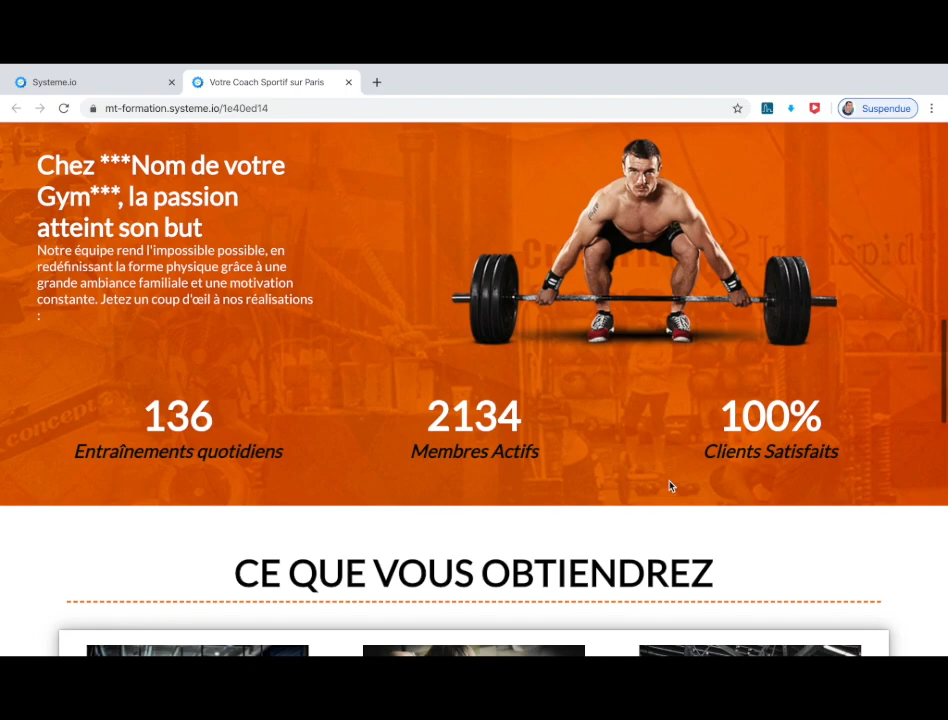 Systeme.io
Votre Coach Sportif sur Paris
mt-formation.systeme.io/1e40ed14
Suspendue
Chez ***Nom de votre
Gym***, la passion
atteint son but
Notre équipe rend l'impossible possible, en
redéfinissant la forme physique grâce à une
grande ambiance familiale et une motivation
constante. Jetez un coup d'œil à nos réalisations
:
concept2
136
2134
100%
Entraînements quotidiens
Membres Actifs
Clients Satisfaits
CE QUE VOUS OBTIENDREZ